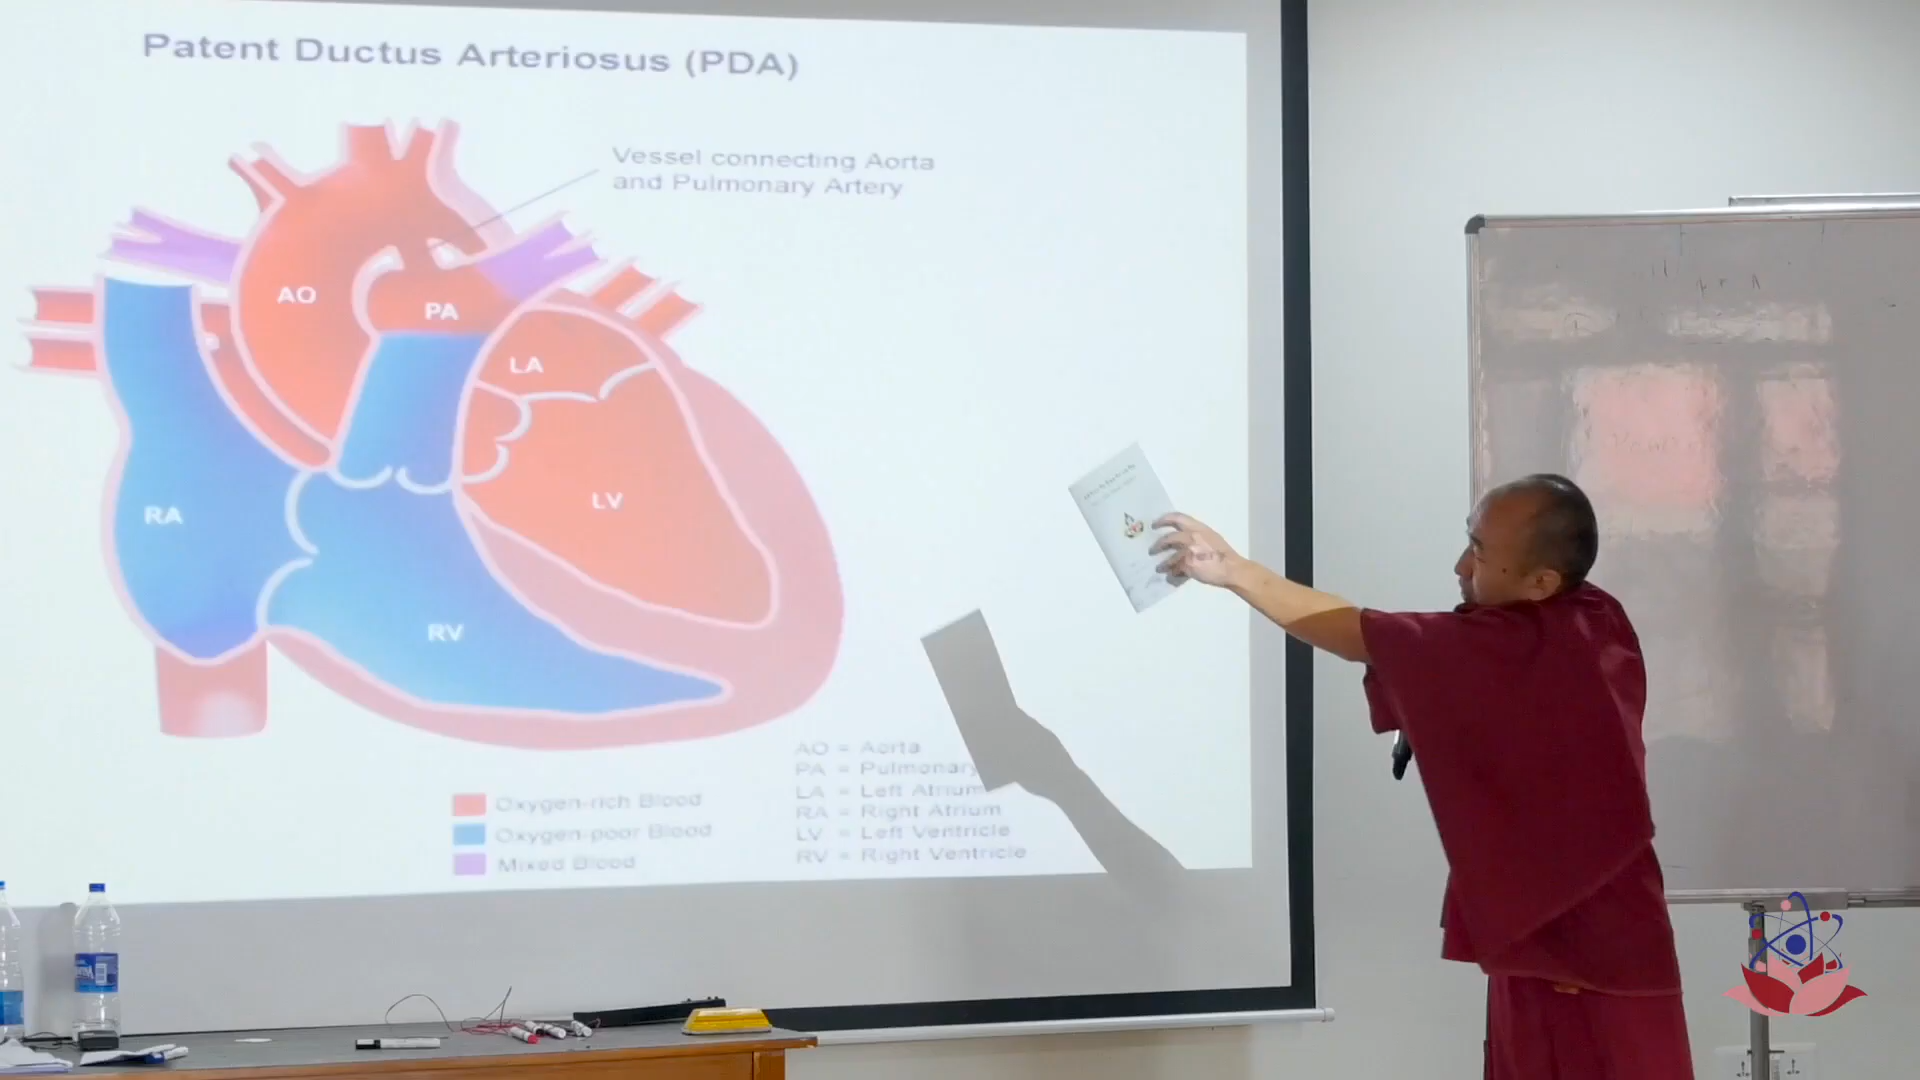 Patent Ductus Arteriosus (PDA)
Vessel connecting Aorta
and Pulmonary Artery
AO
PA
LA
LV
RA
RV
AO = Aorta
PA = Pulmonary
LA = Left Atrium
RA = Right Atrium
LV = Left Ventricle
RV = Right Ventricle
Oxygen-rich Blood
Oxygen-poor Blood
Mixed Blood